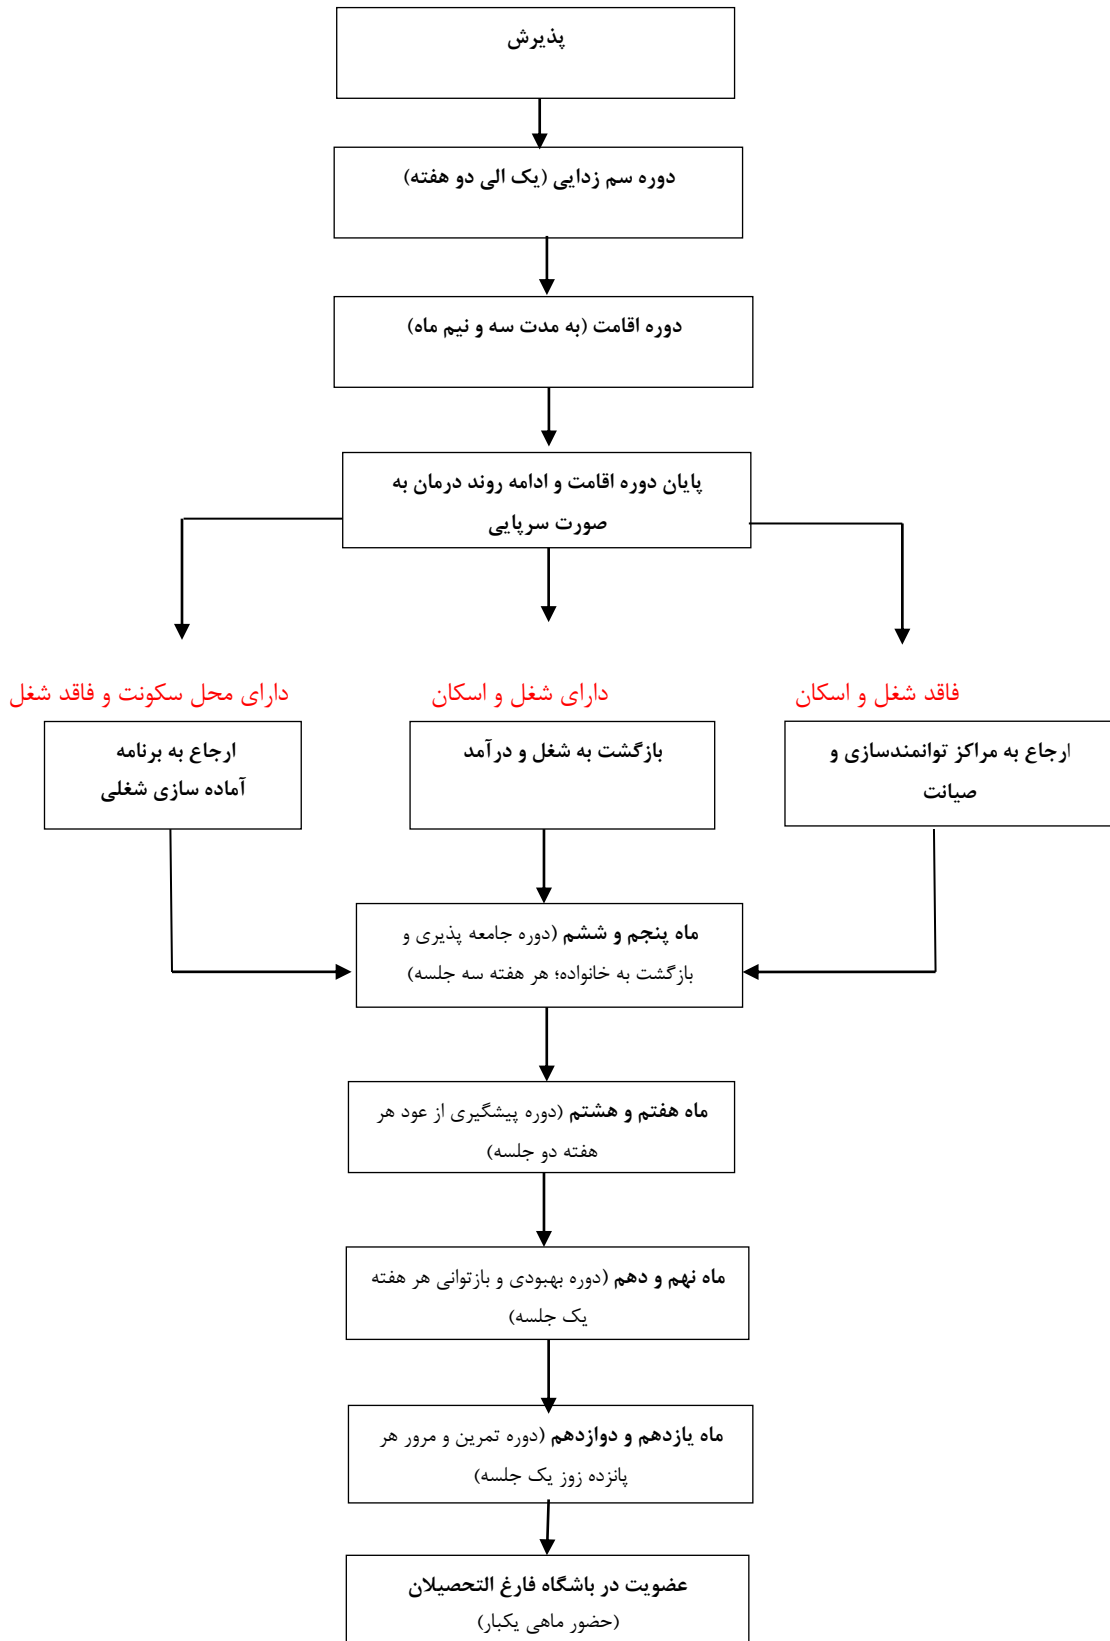 پذیرش
دوره سم زدایی (یک الی دو هفته)
دوره اقامت (به مدت سه و نیم ماه)
پایان دوره اقامت و ادامه روند درمان به
صورت سرپایی
فاقد شغل و اسکان
دارای شغل و اسکان
دارای محل سکونت و فاقد شغل
ارجاع به مراکز توانمندسازی و
صیانت
بازگشت به شغل و درآمد
ارجاع به برنامه
آماده سازی شغلی
ماه پنجم و ششم (دوره جامعه پذیری و
بازگشت به خانواده؛ هر هفته سه جلسه)
ماه هفتم و هشتم (دوره پیشگیری از عود هر
هفته دو جلسه)
ماه نهم و دهم (دوره بهبودی و بازتوانی هر هفته
یک جلسه)
ماه یازدهم و دوازدهم (دوره تمرین و مرور هر
پانزده زوز یک جلسه)
عضویت در باشگاه فارغ التحصیلان
(حضور ماهی یکبار)